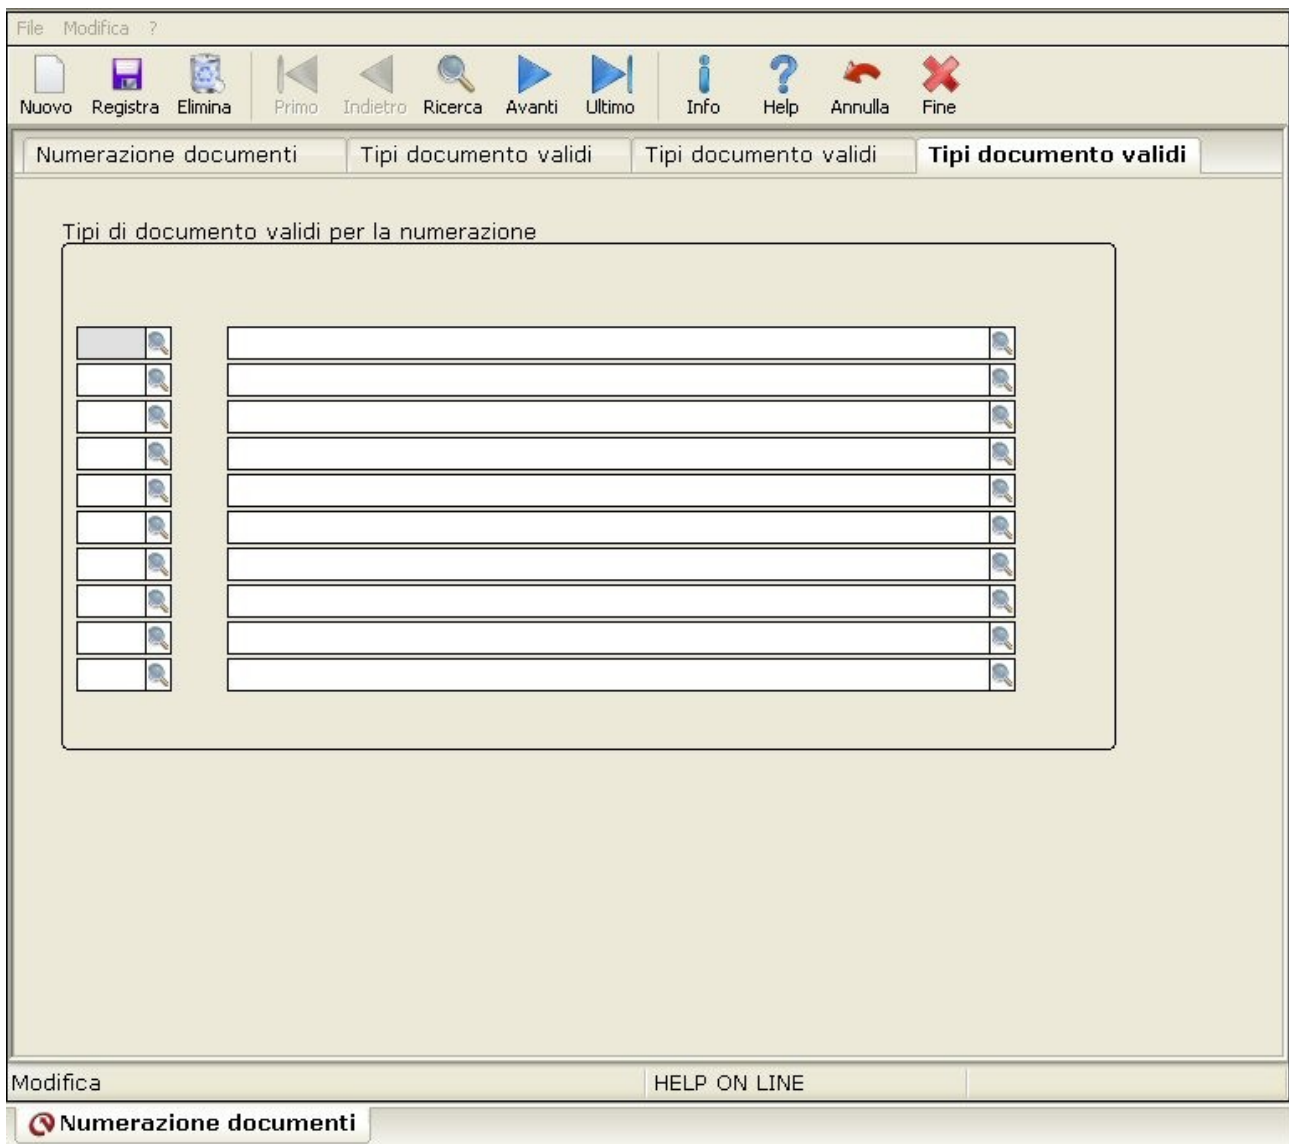 File Modifica ?
Nuovo Registra Elimina Primo Indietro Ricerca Avanti Ultimo Info Help Annulla Fine
Numerazione documenti Tipi documento validi Tipi documento validi Tipi documento validi
Tipi di documento validi per la numerazione
Modifica HELP ON LINE
Numerazione documenti